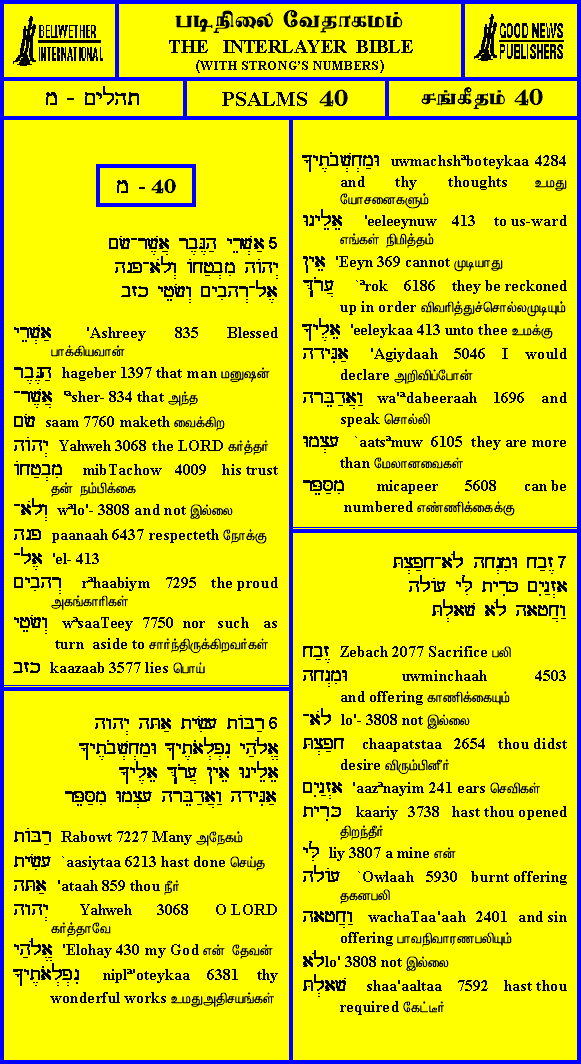 BELLWETHER
INTERNATIONAL
படிநிலை வேதாகமம்
THE INTERLAYER BIBLE
(WITH STRONG'S NUMBERS)
GOOD NEWS
PUBLISHERS
תהלים - מ
PSALMS 40
சங்கீதம் 40
מ - 40
5 אַשְׁרֵי הַגֶּבֶר אֲשֶׁר־שָׂם
יְהוָה מִבְטַחוֹ וְלֹא־פָנָה
אֶל־רְהָבִים וְשָׂטֵי כָזָב
אַשְׁרֵי 'Ashreey 835 Blessed
பாக்கியவான்
הַגֶּבֶר hageber 1397 that man மனுஷன்
אֲשֶׁר־ 'ªsher- 834 that அந்த
שָׂם saam 7760 maketh வைக்கிற
יְהוָה Yahweh 3068 the LORD கர்த்தர்
מִבְטַחוֹ mibTachow 4009 his trust
தன் நம்பிக்கை
וְלֹא־ wªlo'- 3808 and not இல்லை
פָנָה paanaah 6437 respecteth நோக்கு
אֶל־ 'el- 413
רְהָבִים rªhaabiym 7295 the proud
அகங்காரிகள்
וְשָׂטֵי wªsaaTeey 7750 nor such as
turn aside to சார்ந்திருக்கிறவர்கள்
כָזָב kaazaab 3577 lies பொய்
6 רַבּוֹת עָשִׂיתָ אַתָּה יְהוָה
אֱלֹהַי נִפְלְאֹתֶיךָ וּמַחְשְׁבֹתֶיךָ
אֵלֵינוּ אֵין עֲרֹךְ אֵלֶיךָ
אַגִּידָה וַאֲדַבֵּרָה עָצְמוּ מִסַּפֵּר
רַבּוֹת Rabowt 7227 Many அநேகம்
עָשִׂיתָ `aasiytaa 6213 hast done செய்த
אַתָּה 'ataah 859 thou நீர்
יְהוָה Yahweh 3068 O LORD
கர்த்தாவே
אֱלֹהַי 'Elohay 430 my God என் தேவன்
נִפְלְאֹתֶיךָ niplª'oteykaa 6381 thy
wonderful works உமதுஅதிசயங்கள்
וּמַחְשְׁבֹתֶיךָ uwmachshªboteykaa 4284
and thy thoughts உமது
யோசனைகளும்
אֵלֵינוּ 'eeleeynuw 413 to us-ward
எங்கள் நிமித்தம்
אֵין 'Eeyn 369 cannot முடியாது
עֲרֹךְ `ªrok 6186 they be reckoned
up in order விவரித்துச்சொல்லமுடியும்
אֵלֶיךָ 'eeleykaa 413 unto thee உமக்கு
אַגִּידָה 'Agiydaah 5046 I would
declare அறிவிப்போன்
וַאֲדַבֵּרָה wa'ªdabeeraah 1696 and
speak சொல்லி
עָצְמוּ `aatsªmuw 6105 they are more
than மேலானவைகள்
מִסַּפֵּר micapeer 5608 can be
numbered எண்ணிக்கைக்கு
7 זֶבַח וּמִנְחָה לֹא־חָפַצְתָּ
אָזְנַיִם כָּרִיתָ לִּי עוֹלָה
וַחֲטָאָה לֹא שָׁאָלְתָּ
זֶבַח Zebach 2077 Sacrifice பலி
וּמִנְחָה uwminchaah 4503
and offering காணிக்கையும்
לֹא־ lo'- 3808 not இல்லை
חָפַצְתָּ chaapatstaa 2654 thou didst
desire விரும்பினீர்
אָזְנַיִם 'aazªnayim 241 ears செவிகள்
כָּרִיתָ kaariy 3738 hast thou opened
திறந்தீர்
לִּי liy 3807 a mine என்
עוֹלָה `Owlaah 5930 burnt offering
தகனபலி
וַחֲטָאָה wachaTaa'aah 2401 and sin
offering பாவநிவாரணபலியும்
לֹא lo' 3808 not இல்லை
שָׁאָלְתָּ shaa'aaltaa 7592 hast thou
required கேட்டீர்